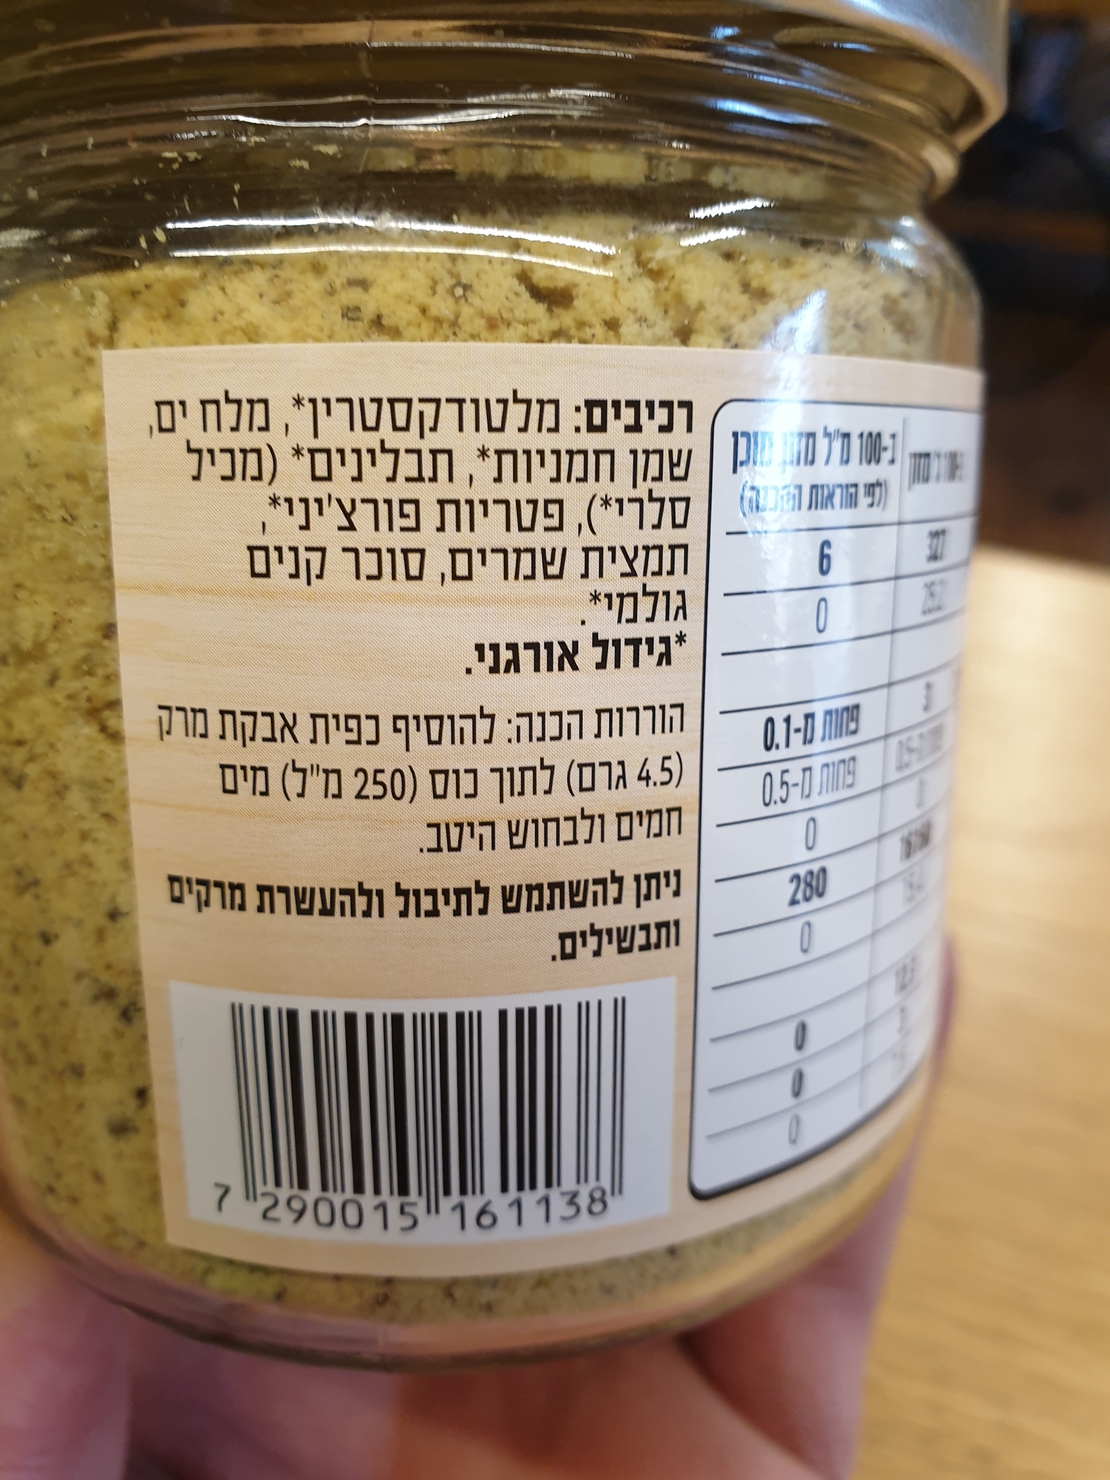 רכיבים: מלטודקסטרין*, מלח ים,
שמן חמניות*, תבלינים* (מכיל
סלרי*), פטריות פורצ'יני*,
תמצית שמרים, סוכר קנים
גולמי*.
*גידול אורגני.
הוררות הכנה: להוסיף כפית אבקת מרק
(4.5 גרם) לתוך כוס (250 מ"ל) מים
חמים ולבחוש היטב.
ניתן להשתמש לתיבול ולהעשרת מרקים
ותבשילים.
7 290015 161138
ב-100 מ"ל מזון מוכן
(לפי הוראות ההכנה)
6
327
0
פחות מ-0.1
פחות מ-0.5
0
280
0
0
0
0